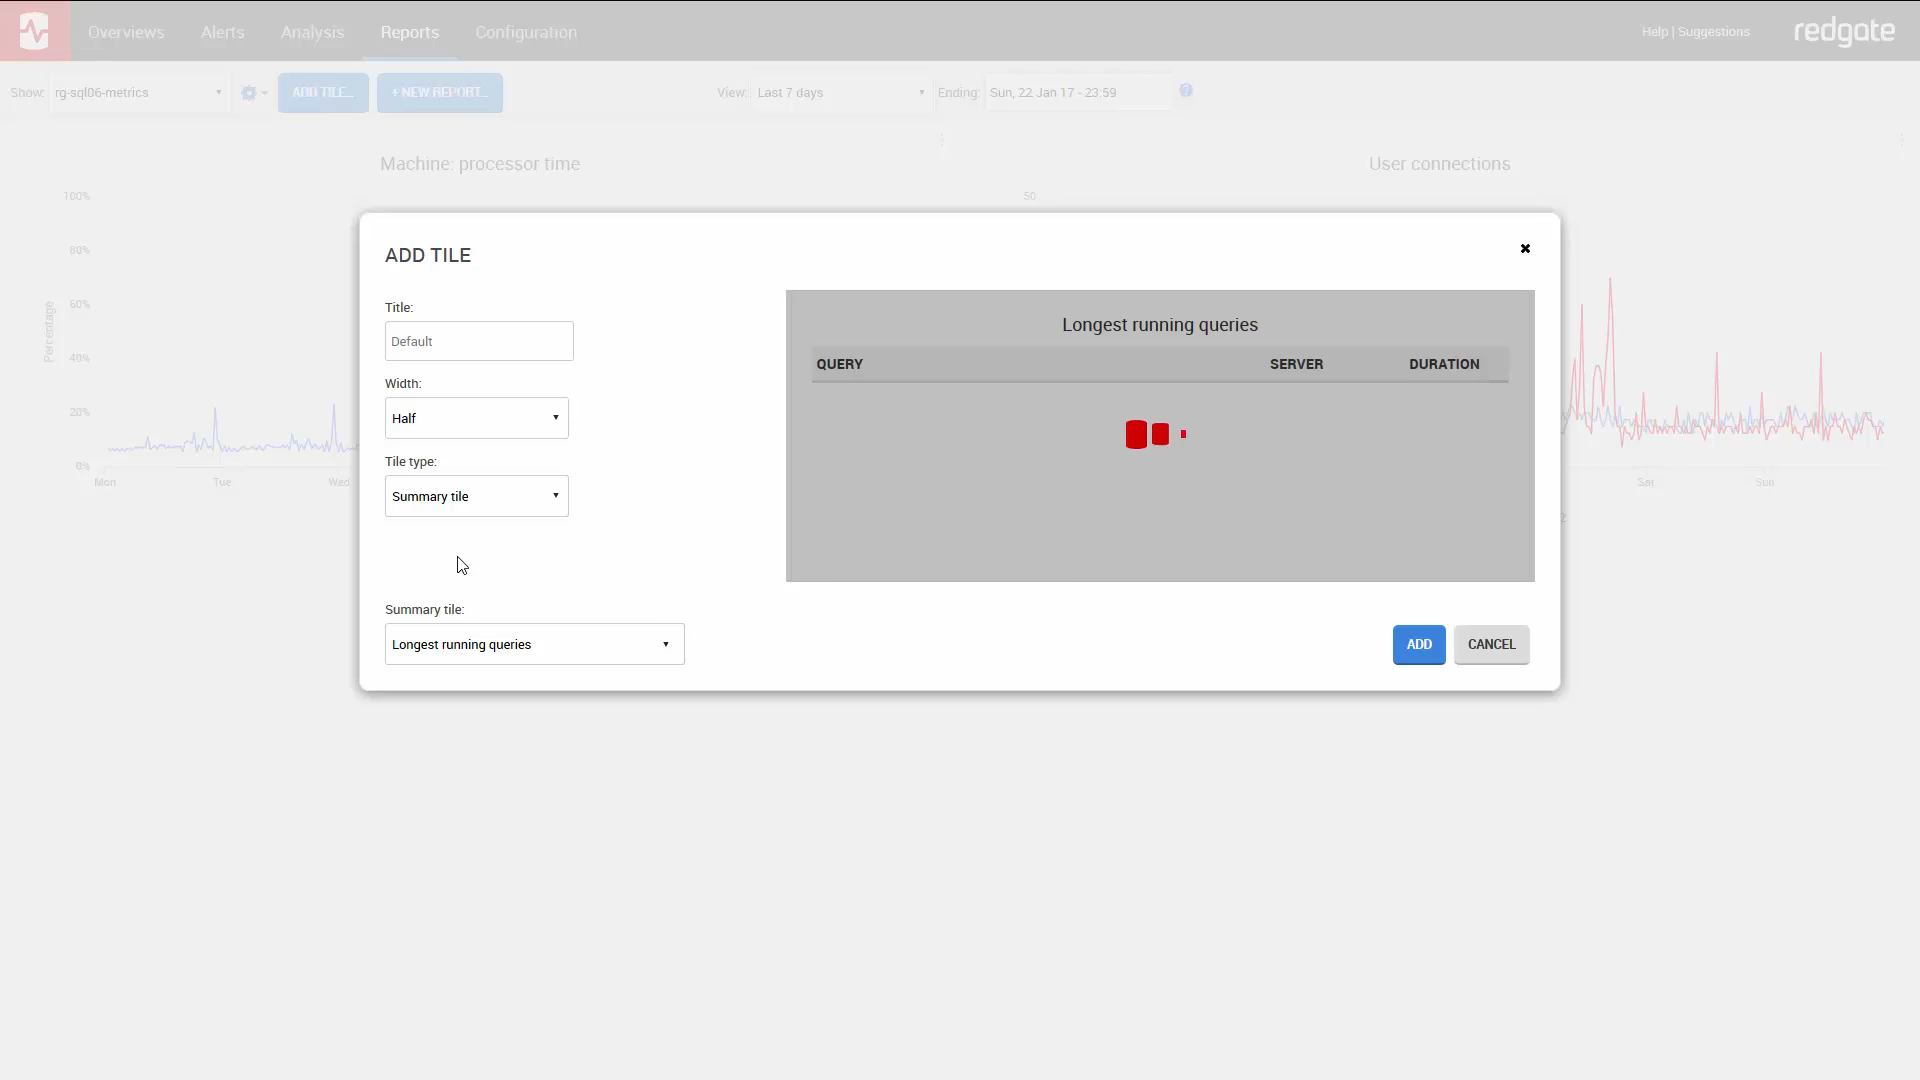 Overviews Alerts Analysis Reports Configuration Help | Suggestions redgate
Show: rg-sql06-metrics ADD TILE... + NEW REPORT... View: Last 7 days Ending: Sun, 22 Jan 17 - 23:59 ?
Machine: processor time
User connections
100%
80%
60%
40%
20%
0%
Percentage
Mon Tue Wed
50
Sat Sun
ADD TILE
Title:
Default
Width:
Half
Tile type:
Summary tile
Summary tile:
Longest running queries
Longest running queries
QUERY SERVER DURATION
ADD CANCEL